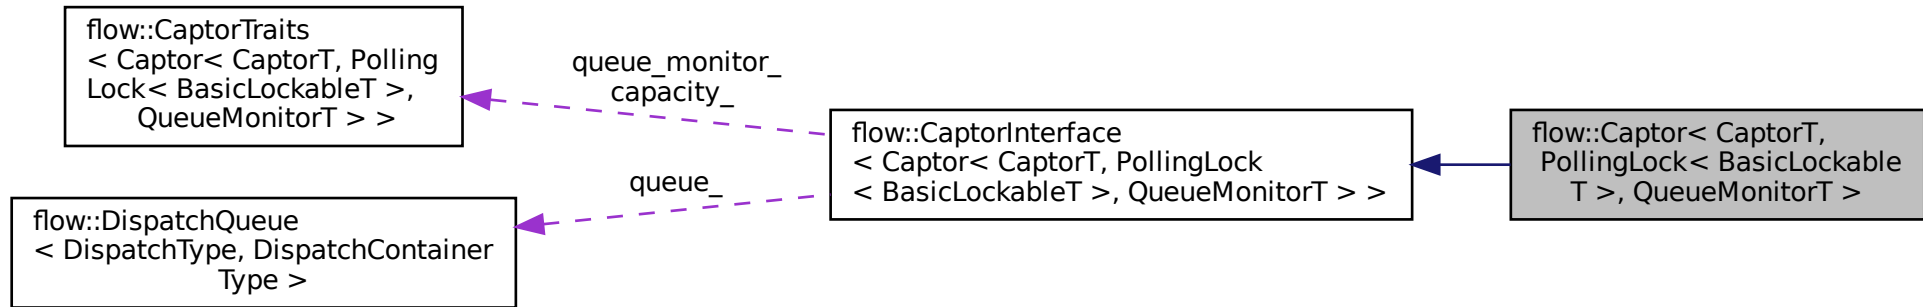 flow::CaptorTraits
< Captor< CaptorT, Polling
Lock< BasicLockableT >,
QueueMonitorT > >
queue_monitor_
capacity_
flow::DispatchQueue
< DispatchType, DispatchContainer
Type >
queue_
flow::CaptorInterface
< Captor< CaptorT, PollingLock
< BasicLockableT >, QueueMonitorT > >
flow::Captor< CaptorT,
PollingLock< BasicLockable
T >, QueueMonitorT >